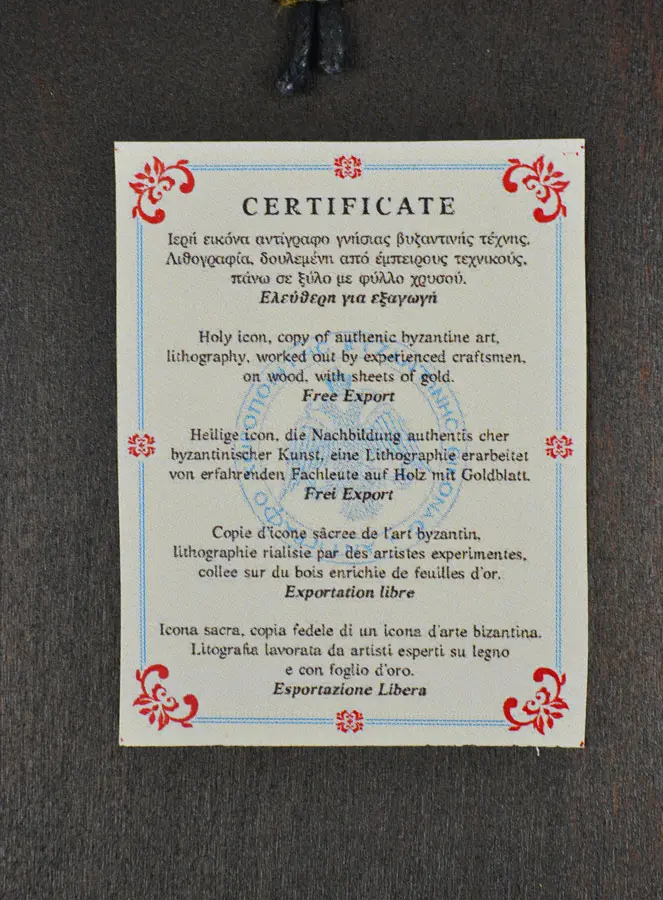 CERTIFICATE
Ιερή εικόνα αντίγραφο γνήσιας βυζαντινής τέχνης.
Λιθογραφία, δουλεμένη από έμπειρους τεχνικούς,
πάνω σε ξύλο με φύλλο χρυσού.
Ελεύθερη για εξαγωγή
Holy icon, copy of authenic byzantine art,
lithography, worked out by experienced craftsmen,
on wood, with sheets of gold.
Free Export
Heilige icon, die Nachbildung authentis cher
byzantinischer Kunst, eine Lithographie erarbeitet
von erfahrenden Fachleute auf Holz mit Goldblatt.
Frei Export
Copie d'icone sâcree de l'art byzantin,
lithographie rialisie par des artistes experimentes,
collee sur du bois enrichie de feuilles d'or.
Exportation libre
Icona sacra, copia fedele di un icona d'arte bizantina.
Litografia lavorata da artisti esperti su legno
e con foglio d'oro.
Esportazione Libera